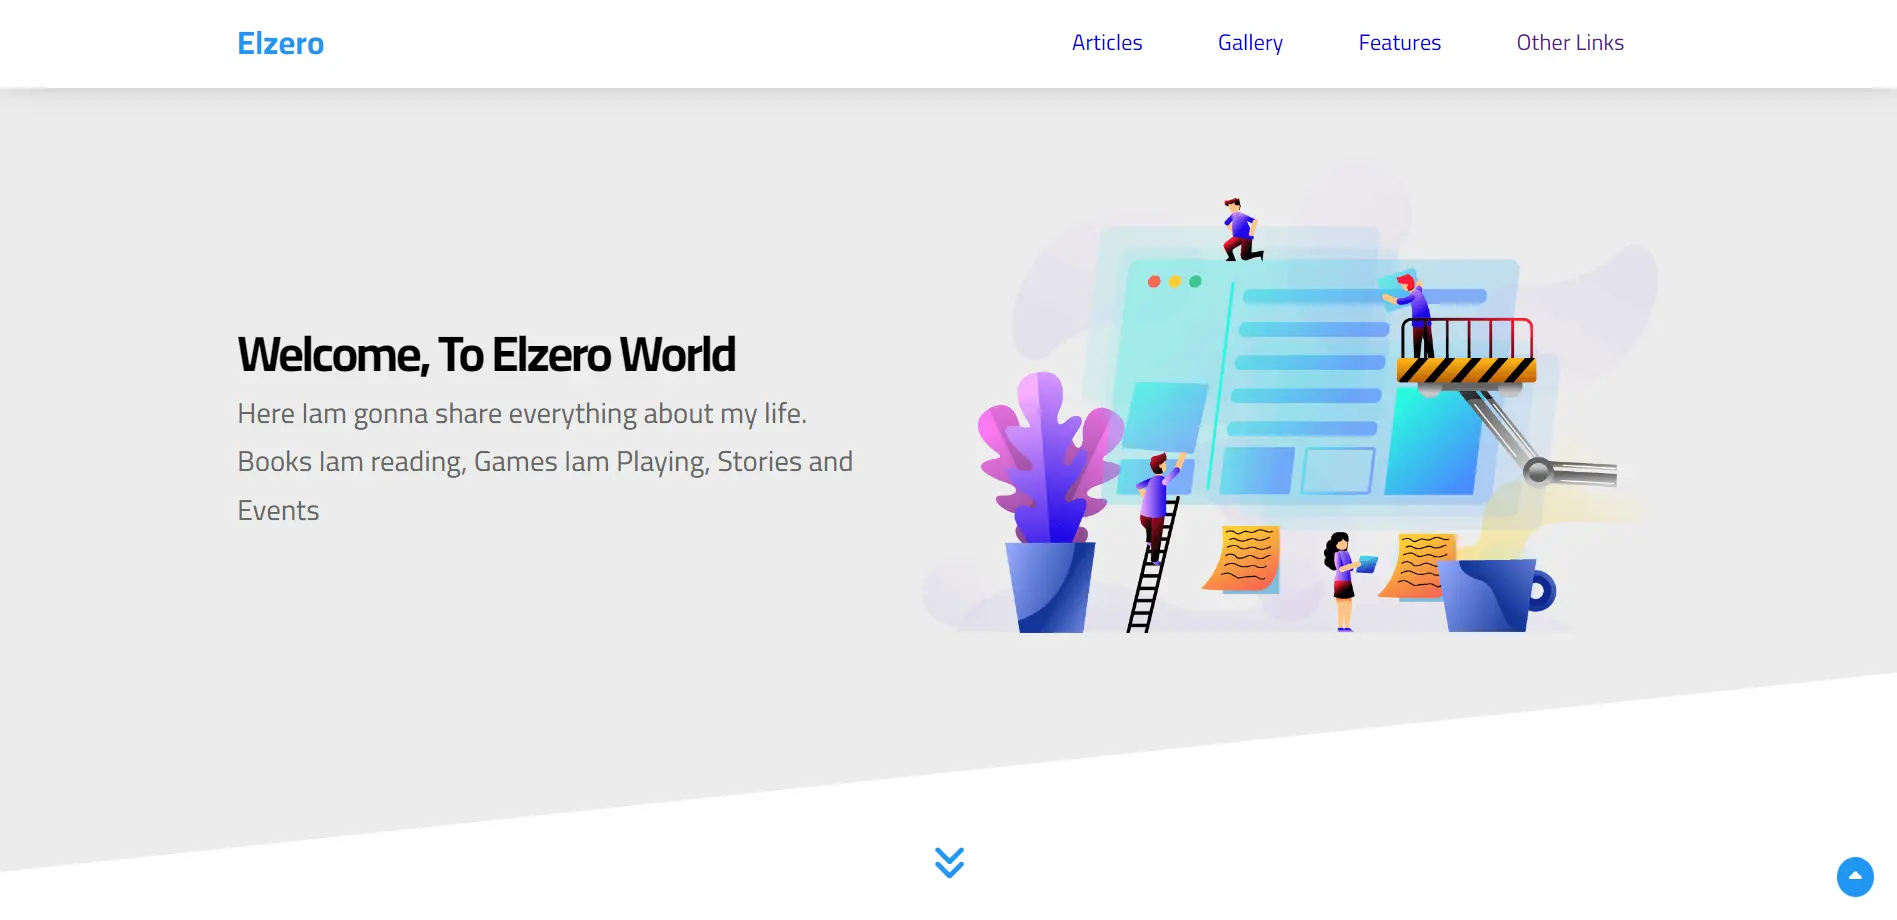 Elzero
Articles
Gallery
Features
Other Links
Welcome, To Elzero World
Here Iam gonna share everything about my life.
Books Iam reading, Games Iam Playing, Stories and
Events